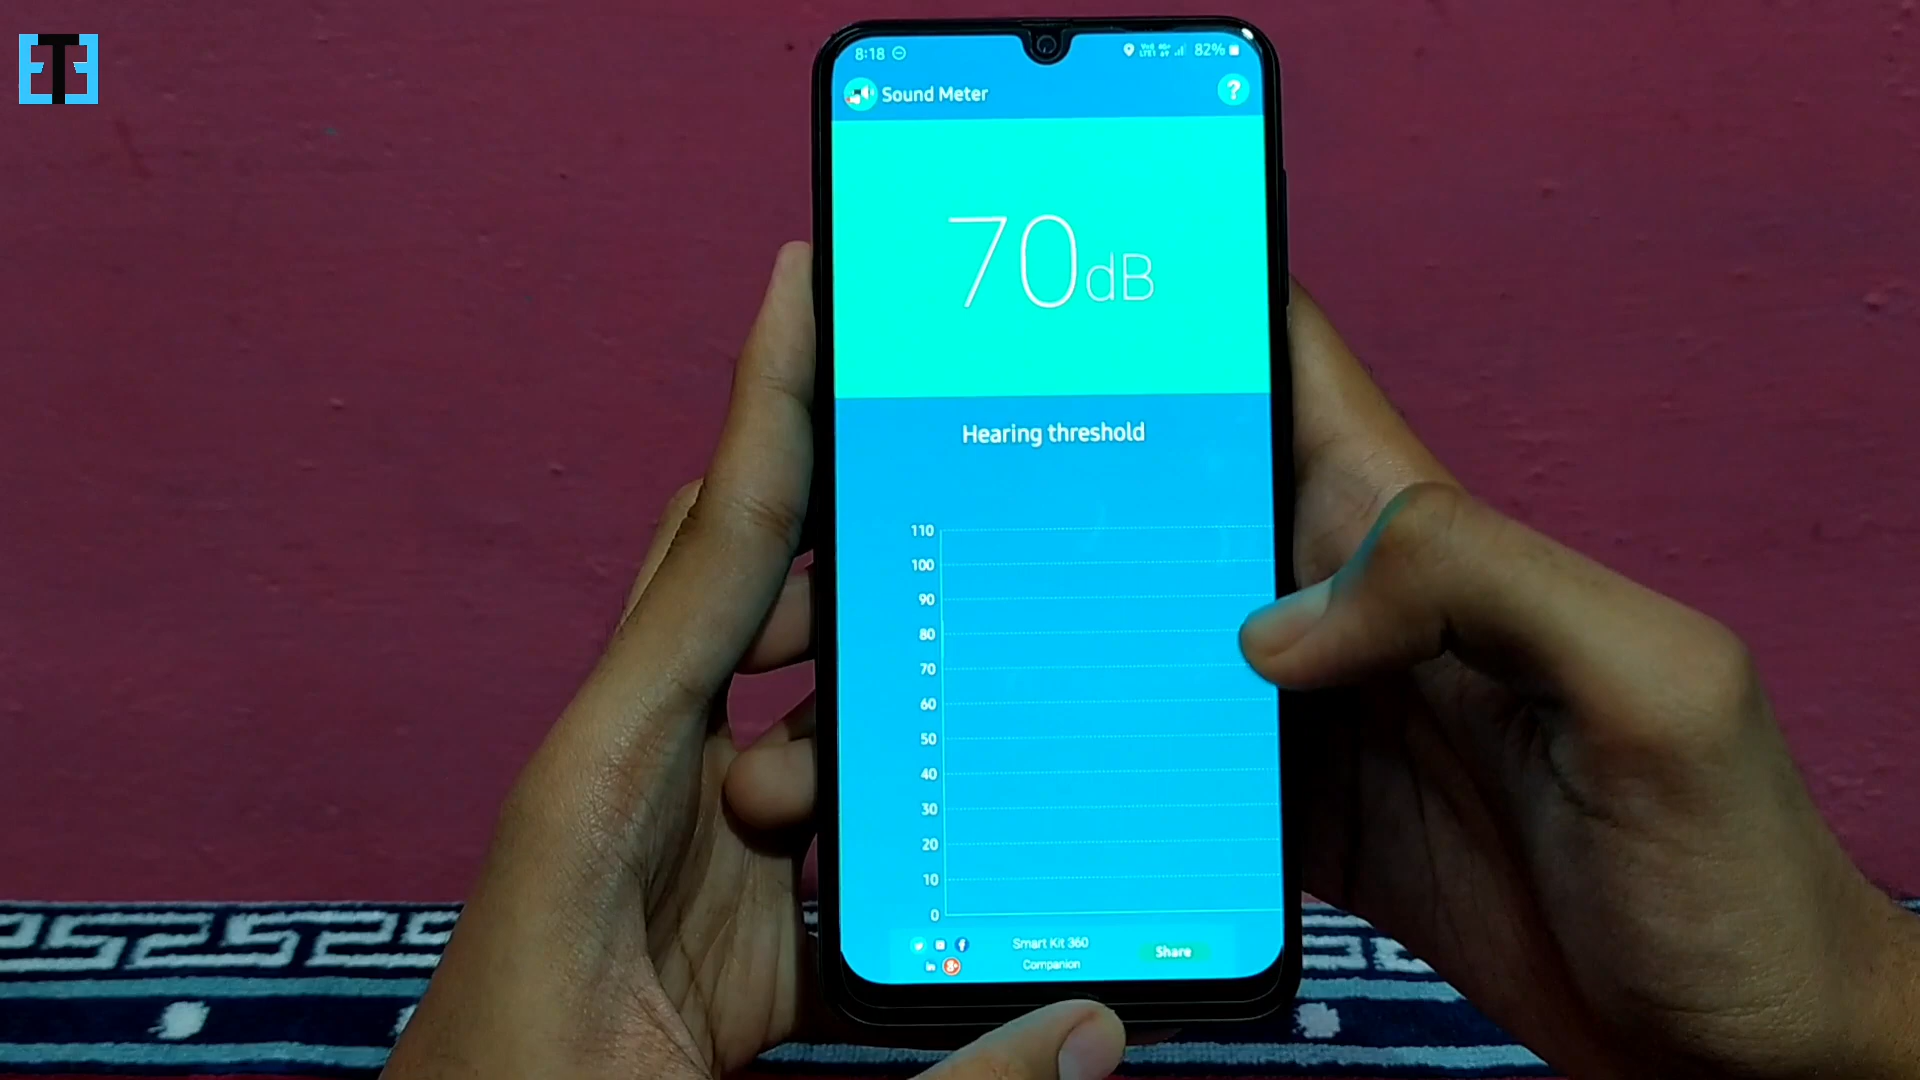 ETE
8:18
82%
Sound Meter
?
70dB
Hearing threshold
110
100
90
80
70
60
50
40
30
20
10
0
Smart Kit 360
Companion
Share